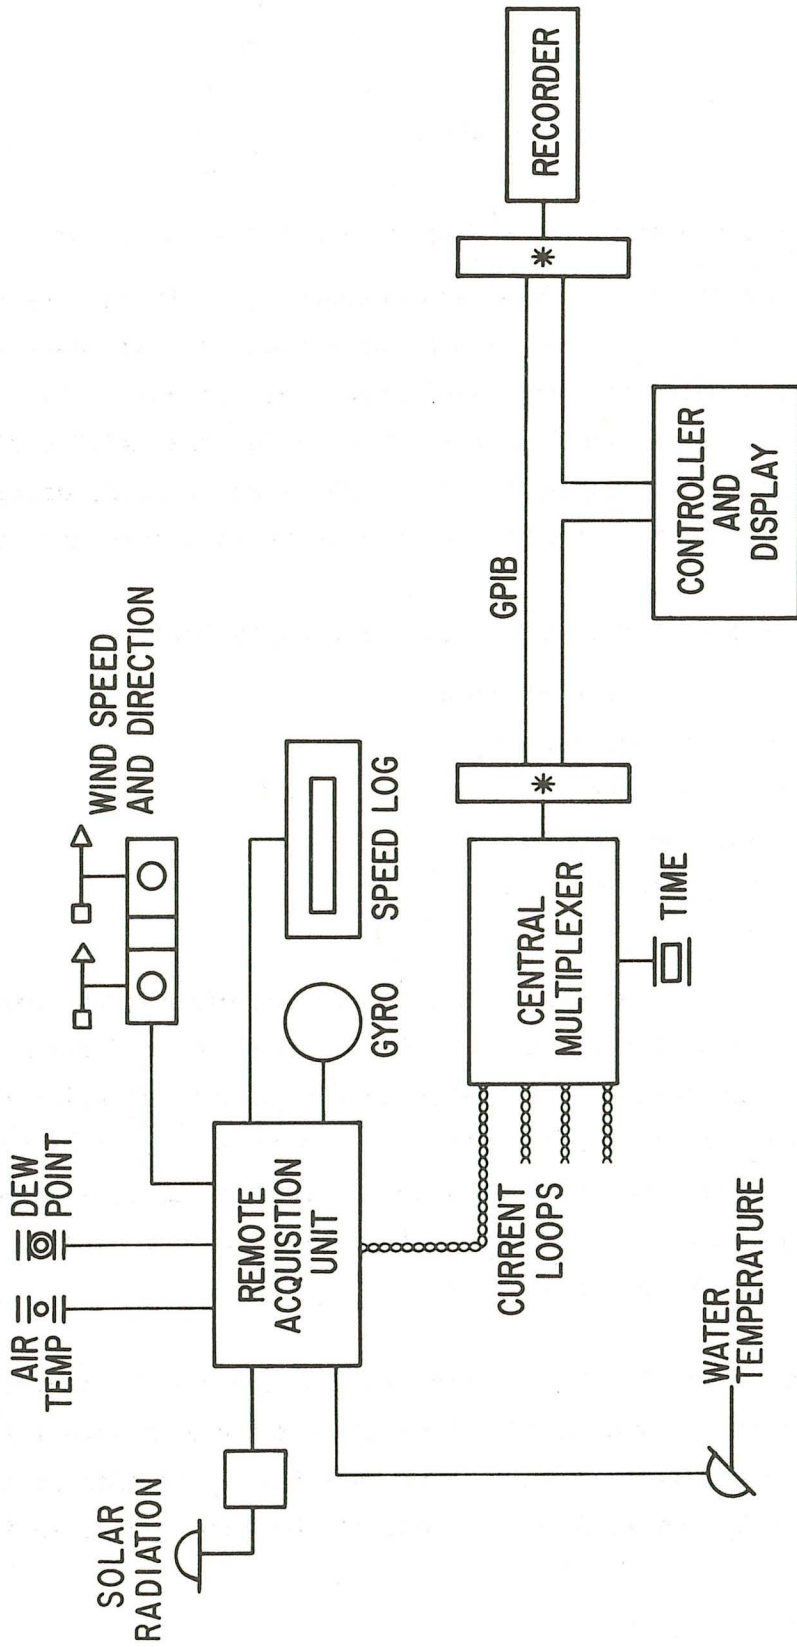 SOLAR
RADIATION
AIR
TEMP
DEW
POINT
WIND SPEED
AND DIRECTION
REMOTE
ACQUISITION
UNIT
GYRO
SPEED LOG
CURRENT
LOOPS
WATER
TEMPERATURE
CENTRAL
MULTIPLEXER
TIME
*
GPIB
CONTROLLER
AND
DISPLAY
*
RECORDER